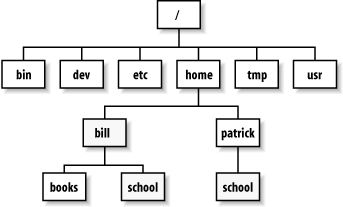 /
bin dev etc home tmp usr
bill patrick
books school school